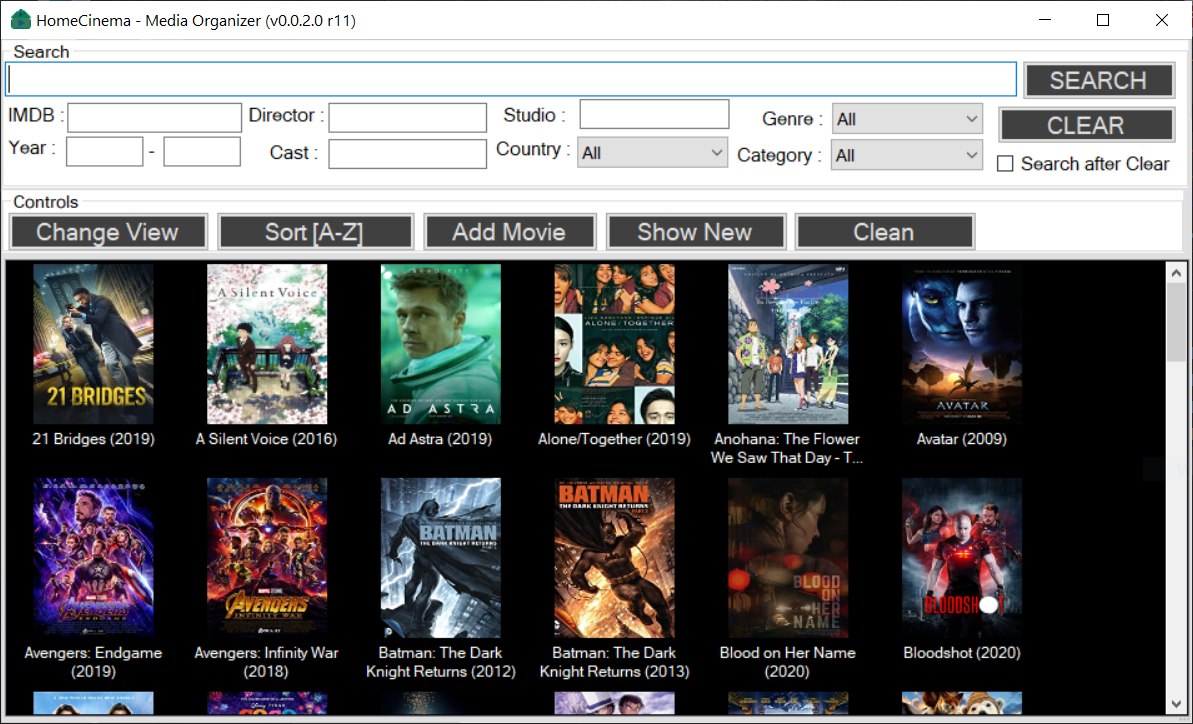 HomeCinema - Media Organizer (v0.0.2.0 r11)
Search
SEARCH
IMDB :
Director :
Studio :
Genre :
All
CLEAR
Year :
-
Cast :
Country :
All
Category :
All
Search after Clear
Controls
Change View
Sort [A-Z]
Add Movie
Show New
Clean
21 BRIDGES
A Silent Voice
BRAD PITT
AD ASTRA
ALONE/TOGETHER
AVATAR
21 Bridges (2019)
A Silent Voice (2016)
Ad Astra (2019)
Alone/Together (2019)
Anohana: The Flower
We Saw That Day - T...
Avatar (2009)
AVENGERS
ENDGAME
AVENGERS
INFINITY WAR
BATMAN
THE DARK KNIGHT RETURNS
BATMAN
THE DARK KNIGHT RETURNS
BLOOD
ON HER
NAME
Avengers: Endgame
(2019)
Avengers: Infinity War
(2018)
Batman: The Dark
Knight Returns (2012)
Batman: The Dark
Knight Returns (2013)
Blood on Her Name
(2020)
Bloodshot (2020)